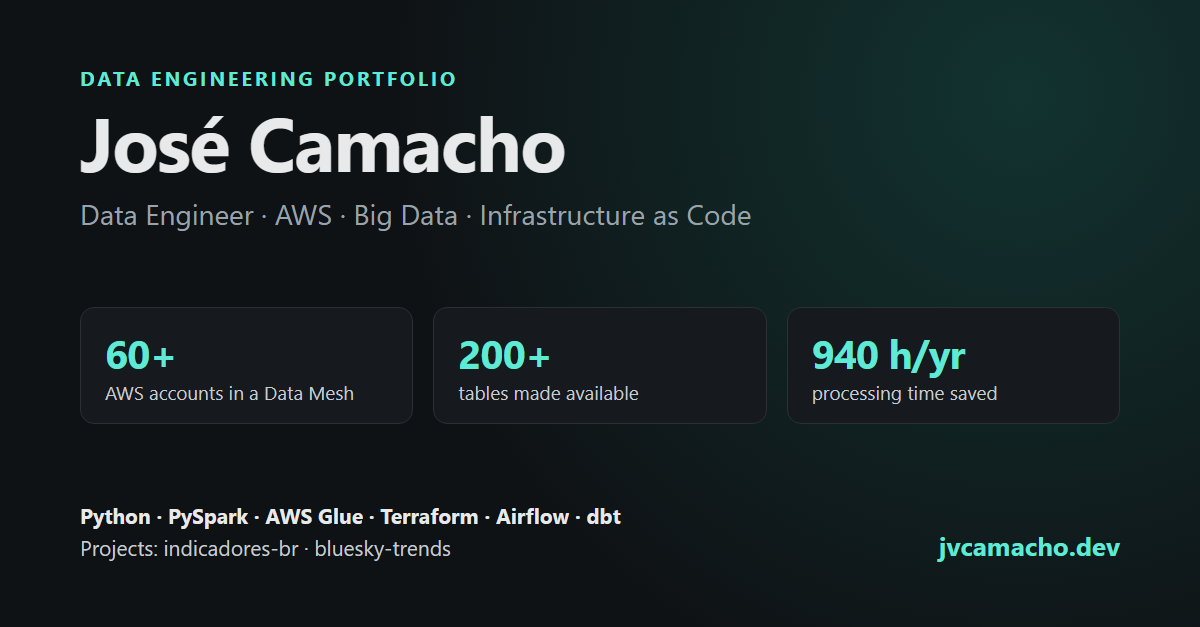 DATA ENGINEERING PORTFOLIO
José Camacho
Data Engineer · AWS · Big Data · Infrastructure as Code
60+
AWS accounts in a Data Mesh
200+
tables made available
940 h/yr
processing time saved
Python · PySpark · AWS Glue · Terraform · Airflow · dbt
Projects: indicadores-br · bluesky-trends
jvcamacho.dev